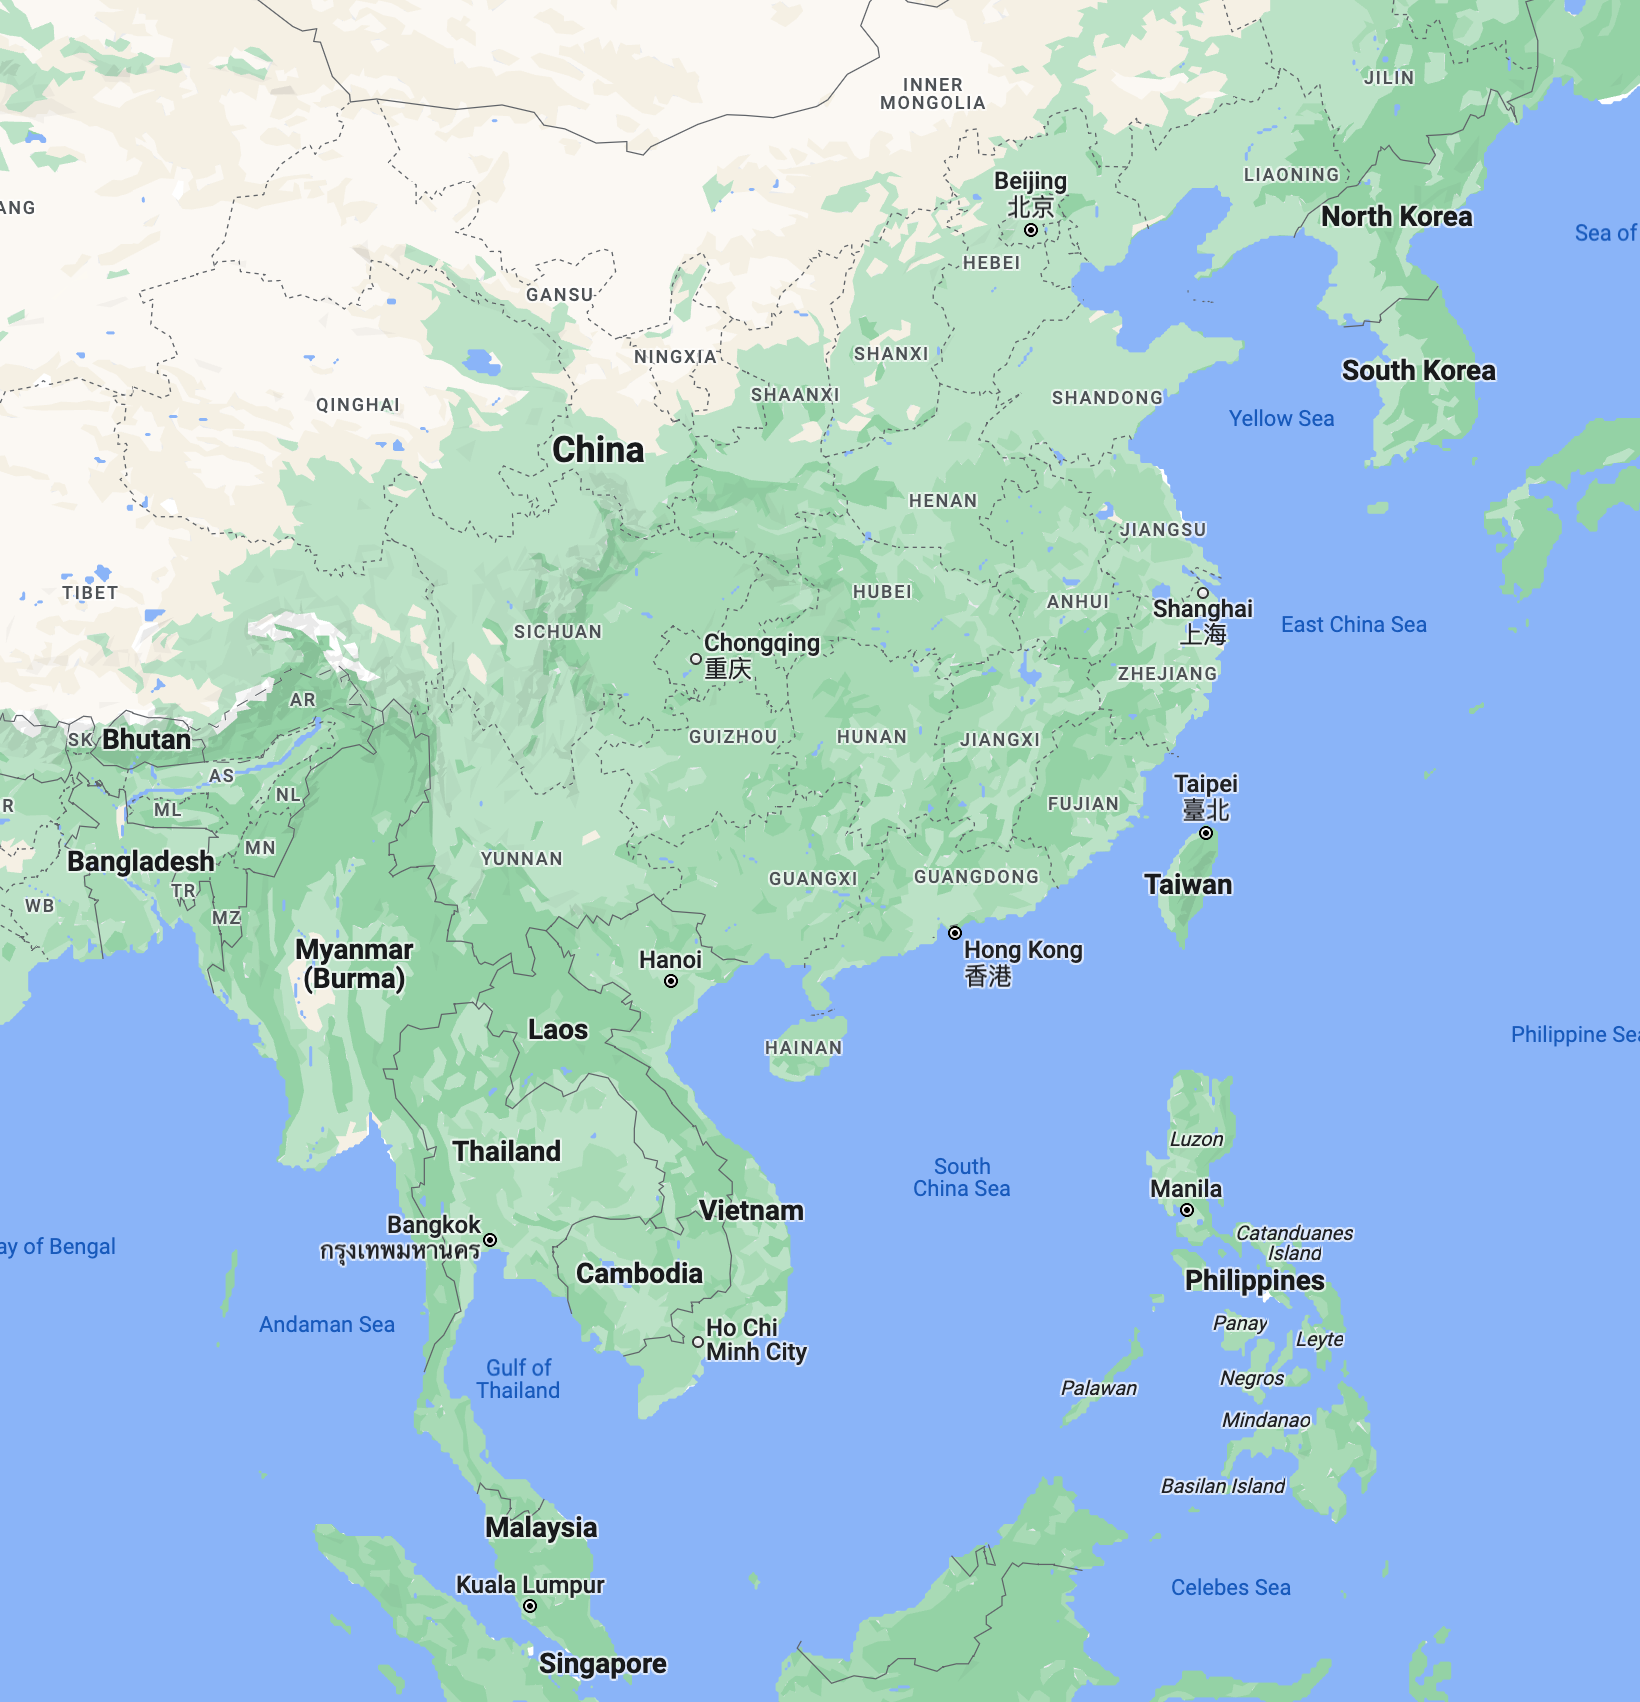 INNER
MONGOLIA
JILIN
LIAONING
Beijing
北京
ANG
North Korea
Sea of
HEBEI
GANSU
NINGXIA
SHANXI
South Korea
SHAANXI
SHANDONG
QINGHAI
Yellow Sea
China
HENAN
JIANGSU
TIBET
HUBEI
ANHUI
Shanghai
上海
East China Sea
SICHUAN
Chongqing
重庆
ZHEJIANG
AR
SK
Bhutan
GUIZHOU
HUNAN
JIANGXI
AS
Taipei
臺北
NL
R
ML
FUJIAN
MN
Bangladesh
YUNNAN
GUANGXI
GUANGDONG
Taiwan
TR
WB
MZ
Myanmar
(Burma)
Hanoi
Hong Kong
香港
Laos
HAINAN
Philippine Sea
Luzon
Thailand
South
China Sea
Manila
Vietnam
Bangkok
กรุงเทพมหานคร
Catanduanes
Island
ay of Bengal
Cambodia
Philippines
Andaman Sea
Ho Chi
Minh City
Panay
Leyte
Gulf of
Thailand
Palawan
Negros
Mindanao
Basilan Island
Malaysia
Kuala Lumpur
Celebes Sea
Singapore